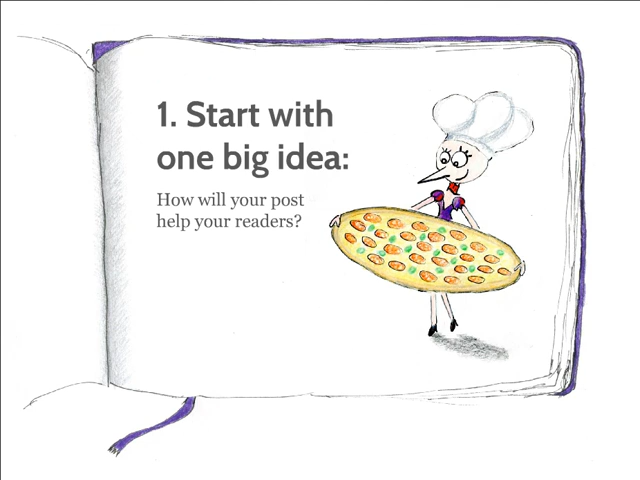 1. Start with
one big idea:
How will your post
help your readers?